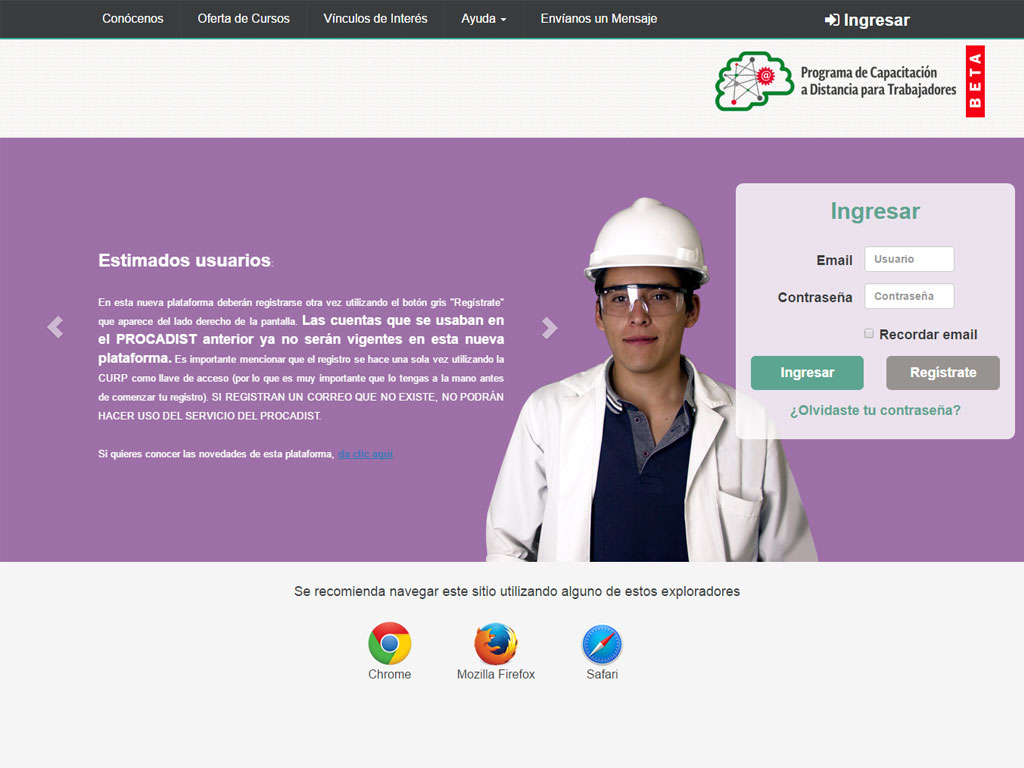 Conócenos
Oferta de Cursos
Vínculos de Interés
Ayuda
Envíanos un Mensaje
Ingresar
Programa de Capacitación
a Distancia para Trabajadores
BETA
Estimados usuarios:
En esta nueva plataforma deberán registrarse otra vez utilizando el botón gris "Regístrate"
que aparece del lado derecho de la pantalla. Las cuentas que se usaban en
el PROCADIST anterior ya no serán vigentes en esta nueva
plataforma. Es importante mencionar que el registro se hace una sola vez utilizando la
CURP como llave de acceso (por lo que es muy importante que lo tengas a la mano antes
de comenzar tu registro). SI REGISTRAN UN CORREO QUE NO EXISTE, NO PODRÁN
HACER USO DEL SERVICIO DEL PROCADIST.
Si quieres conocer las novedades de esta plataforma, da clic aquí.
Ingresar
Email
Usuario
Contraseña
Contraseña
Recordar email
Ingresar
Regístrate
¿Olvidaste tu contraseña?
Se recomienda navegar este sitio utilizando alguno de estos exploradores
Chrome
Mozilla Firefox
Safari